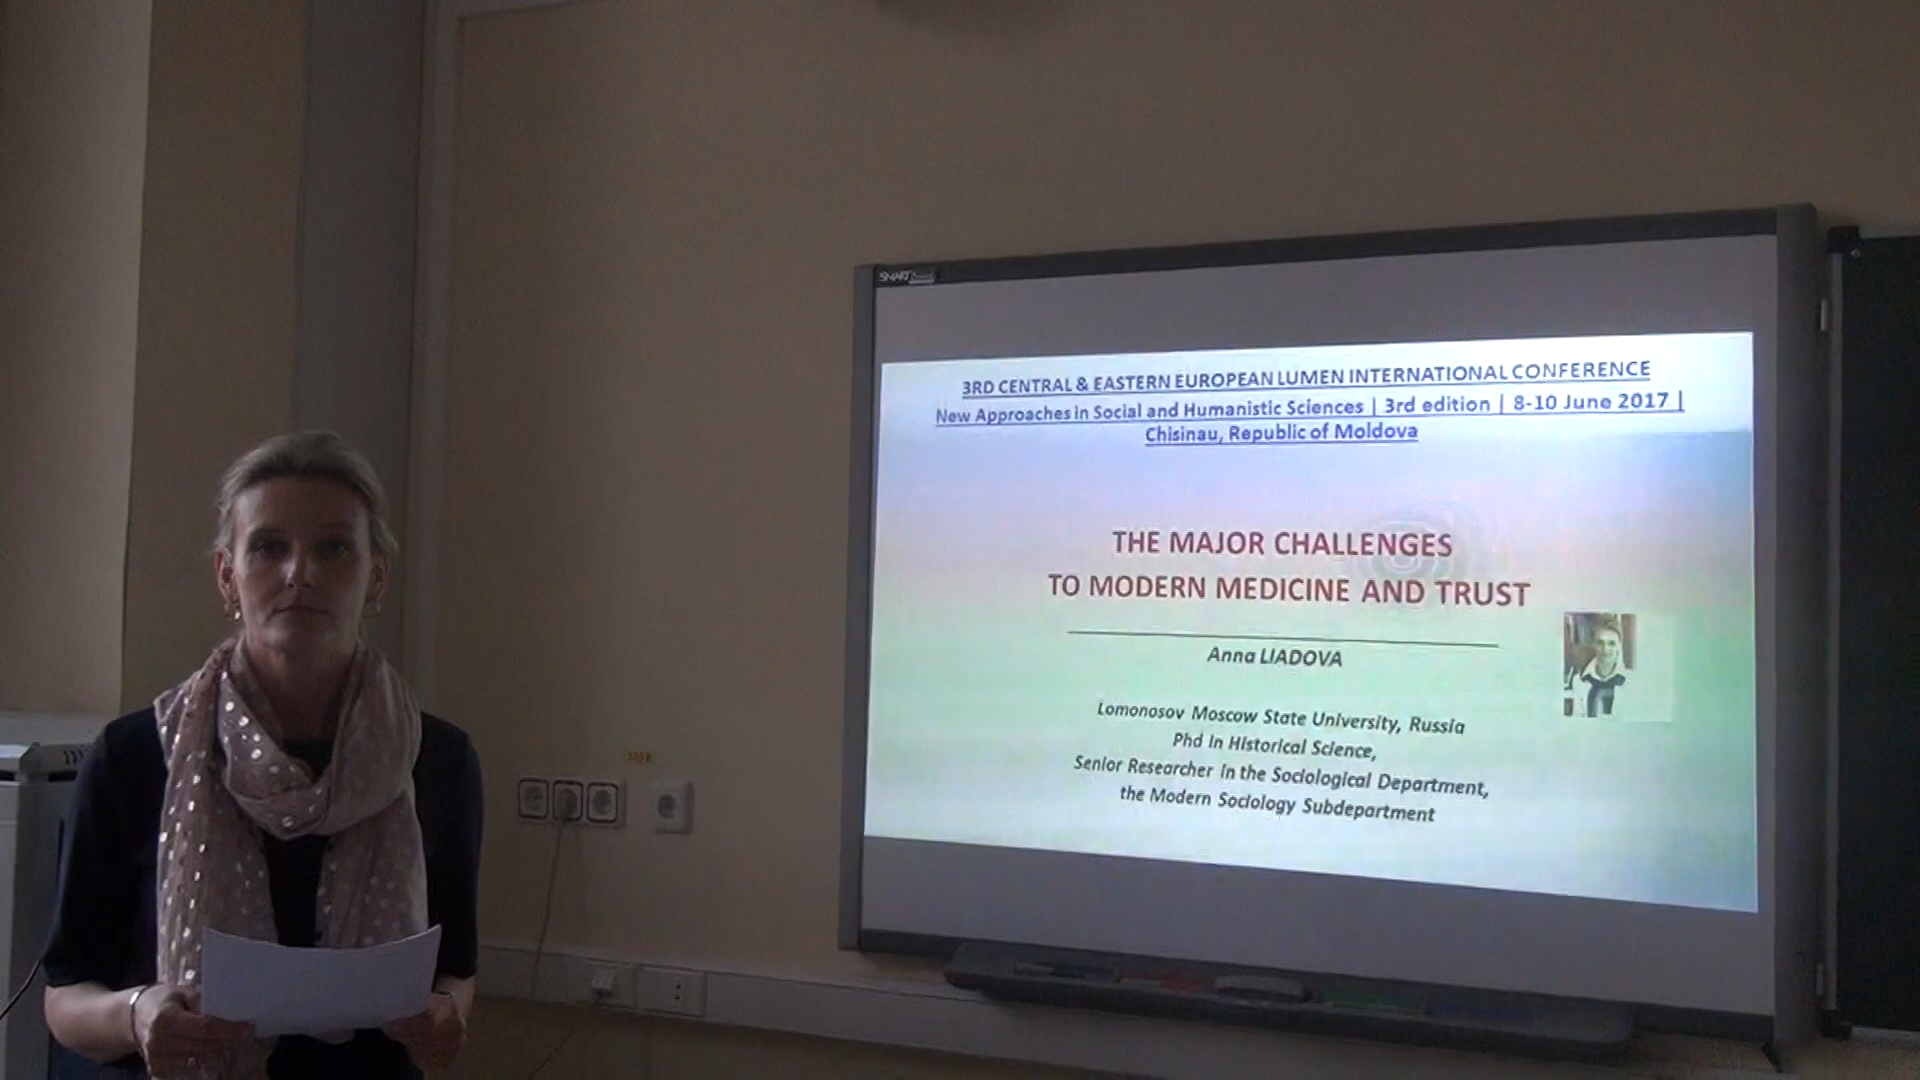 SMART Board
3RD CENTRAL & EASTERN EUROPEAN LUMEN INTERNATIONAL CONFERENCE
New Approaches in Social and Humanistic Sciences | 3rd edition | 8-10 June 2017 |
Chisinau, Republic of Moldova
THE MAJOR CHALLENGES
TO MODERN MEDICINE AND TRUST
Anna LIADOVA
Lomonosov Moscow State University, Russia
Phd in Historical Science,
Senior Researcher in the Sociological Department,
the Modern Sociology Subdepartment